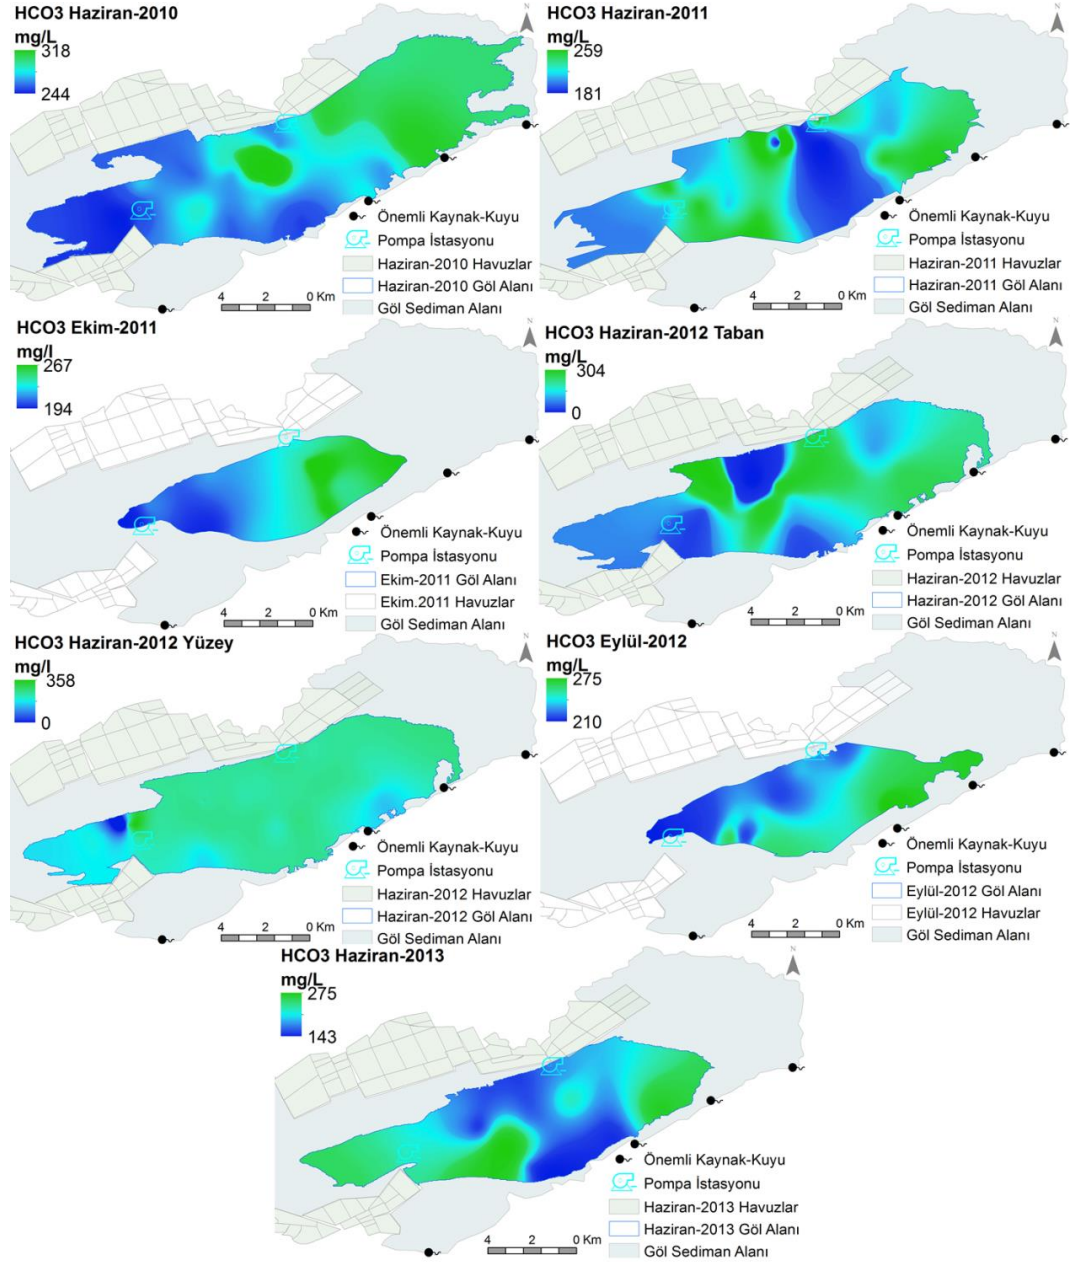 HCO3 Haziran-2010
mg/L
318
244
N
Önemli Kaynak-Kuyu
Pompa İstasyonu
Haziran-2010 Havuzlar
Haziran-2010 Göl Alanı
Göl Sediman Alanı
4 2 0 Km
HCO3 Haziran-2011
mg/L
259
181
N
Önemli Kaynak-Kuyu
Pompa İstasyonu
Haziran-2011 Havuzlar
Haziran-2011 Göl Alanı
Göl Sediman Alanı
4 2 0 Km
HCO3 Ekim-2011
mg/l
267
194
N
Önemli Kaynak-Kuyu
Pompa İstasyonu
Ekim-2011 Göl Alanı
Ekim.2011 Havuzlar
Göl Sediman Alanı
4 2 0 Km
HCO3 Haziran-2012 Taban
mg/L
304
0
N
Önemli Kaynak-Kuyu
Pompa İstasyonu
Haziran-2012 Havuzlar
Haziran-2012 Göl Alanı
Göl Sediman Alanı
4 2 0 Km
HCO3 Haziran-2012 Yüzey
mg/l
358
0
N
Önemli Kaynak-Kuyu
Pompa İstasyonu
Haziran-2012 Havuzlar
Haziran-2012 Göl Alanı
Göl Sediman Alanı
4 2 0 Km
HCO3 Eylül-2012
mg/L
275
210
N
Önemli Kaynak-Kuyu
Pompa İstasyonu
Eylül-2012 Göl Alanı
Eylül-2012 Havuzlar
Göl Sediman Alanı
4 2 0 Km
HCO3 Haziran-2013
mg/L
275
143
N
Önemli Kaynak-Kuyu
Pompa İstasyonu
Haziran-2013 Havuzlar
Haziran-2013 Göl Alanı
Göl Sediman Alanı
4 2 0 Km